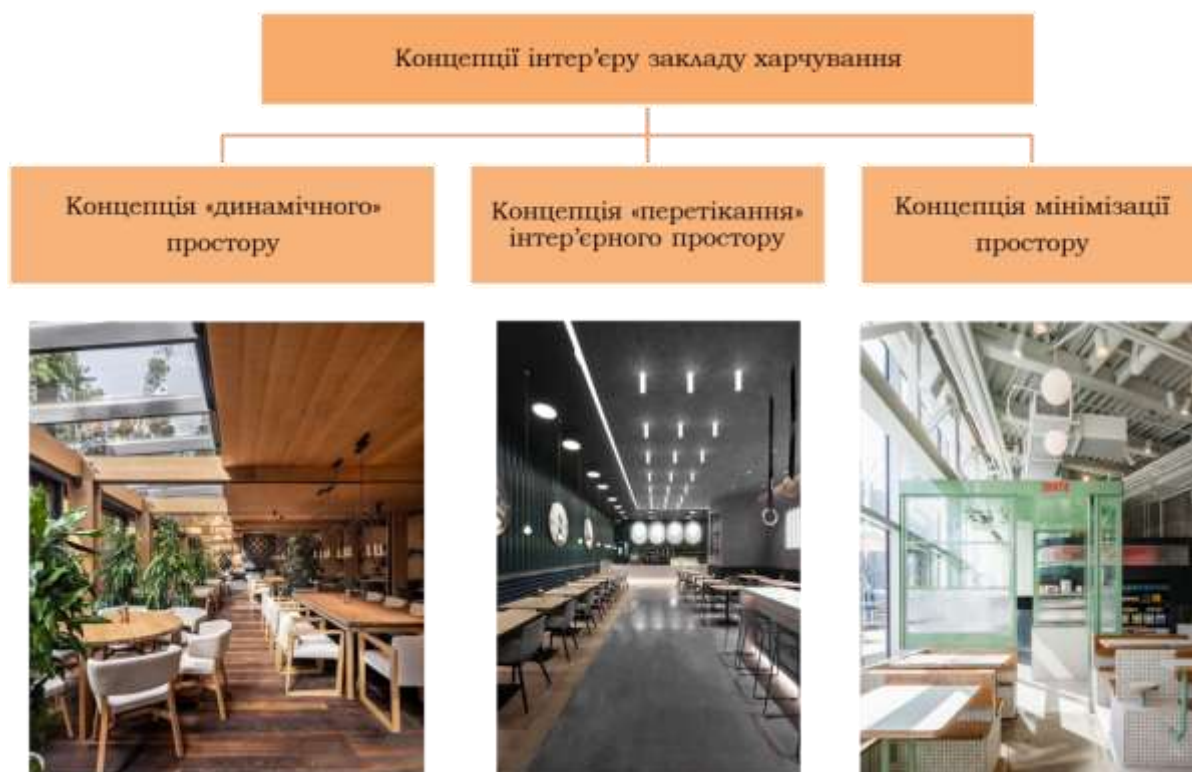 Концепції інтер’єру закладу харчування
Концепція «динамічного»
простору
Концепція «перетікання»
інтер’єрного простору
Концепція мінімізації
простору